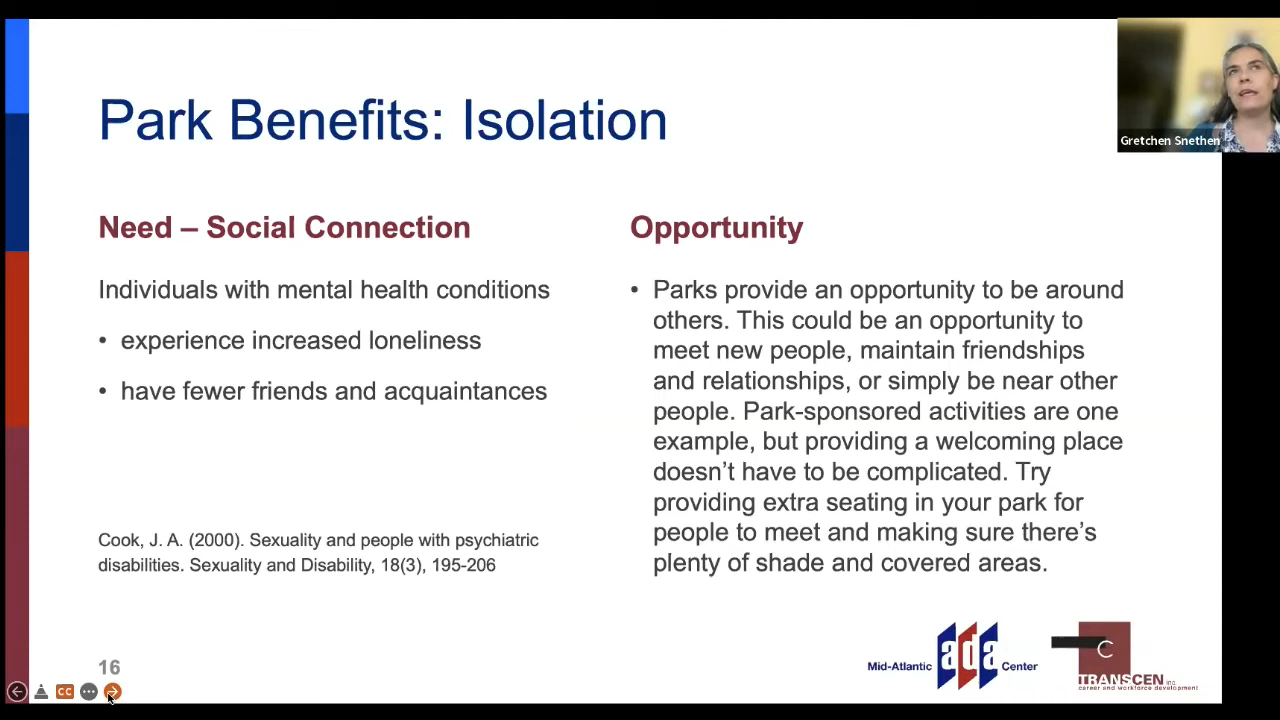 Park Benefits: Isolation
Gretchen Snethen
Need – Social Connection
Individuals with mental health conditions
• experience increased loneliness
• have fewer friends and acquaintances
Cook, J. A. (2000). Sexuality and people with psychiatric
disabilities. Sexuality and Disability, 18(3), 195-206
Opportunity
• Parks provide an opportunity to be around
others. This could be an opportunity to
meet new people, maintain friendships
and relationships, or simply be near other
people. Park-sponsored activities are one
example, but providing a welcoming place
doesn’t have to be complicated. Try
providing extra seating in your park for
people to meet and making sure there’s
plenty of shade and covered areas.
16
CC
Mid-Atlantic ada Center
C
TRANSCEN inc.
career and workforce development